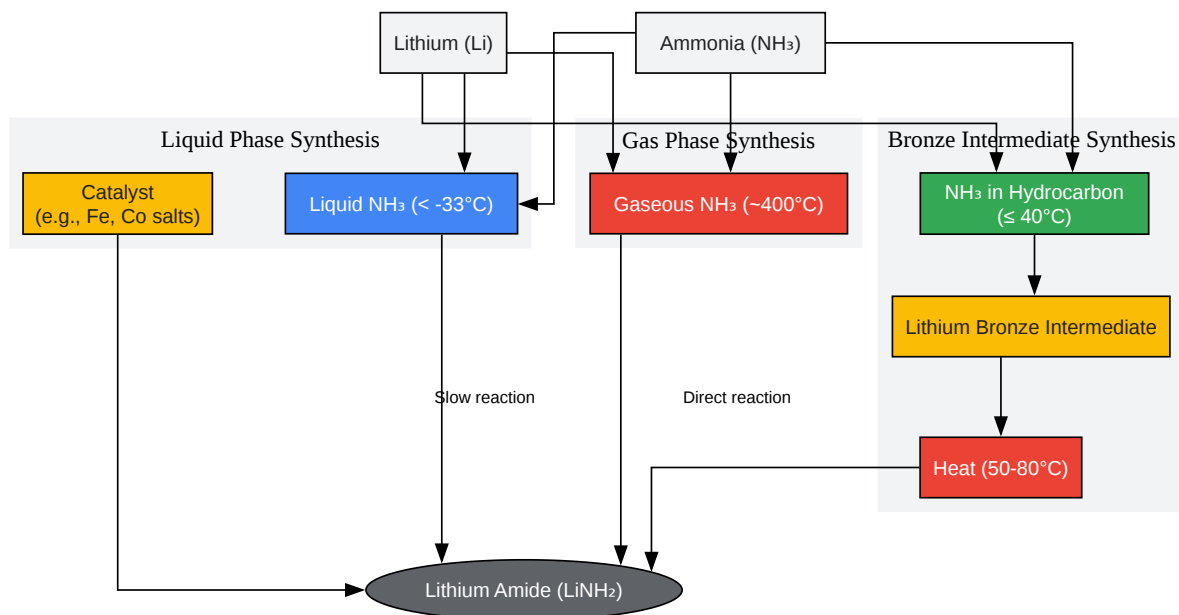 Lithium (Li)
Ammonia (NH₃)
Liquid Phase Synthesis
Gas Phase Synthesis
Bronze Intermediate Synthesis
Catalyst
(e.g., Fe, Co salts)
Liquid NH₃ (< -33°C)
Gaseous NH₃ (~400°C)
NH₃ in Hydrocarbon
(≤ 40°C)
Lithium Bronze Intermediate
Slow reaction
Direct reaction
Heat (50-80°C)
Lithium Amide (LiNH₂)